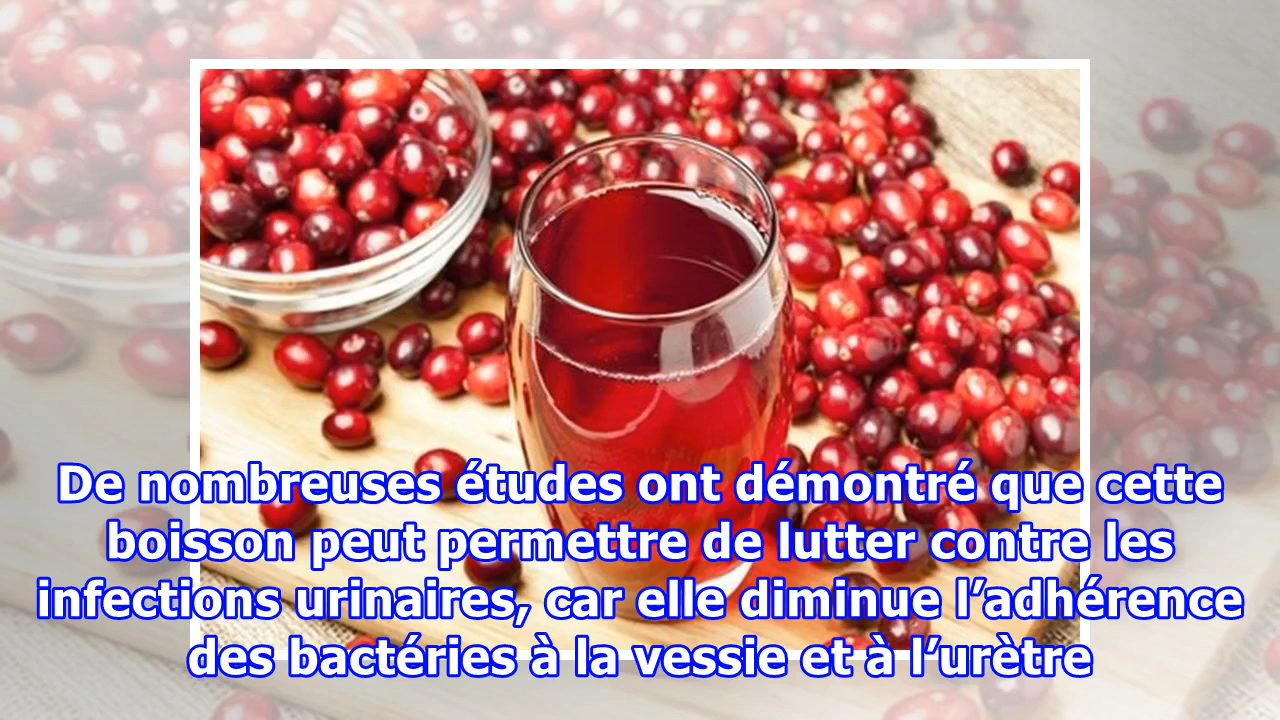 De nombreuses études ont démontré que cette
boisson peut permettre de lutter contre les
infections urinaires, car elle diminue l’adhérence
des bactéries à la vessie et à l’urètre